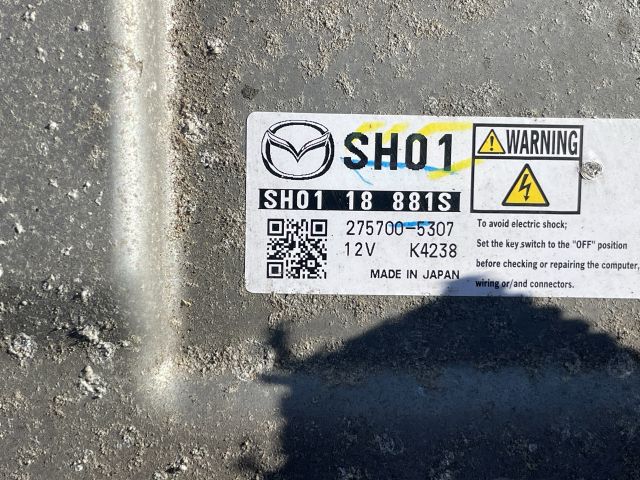 SH01
SH01 18 881S
275700-5307
12V K4238
MADE IN JAPAN
WARNING
To avoid electric shock;
Set the key switch to the "OFF" position
before checking or repairing the computer,
wiring or/and connectors.